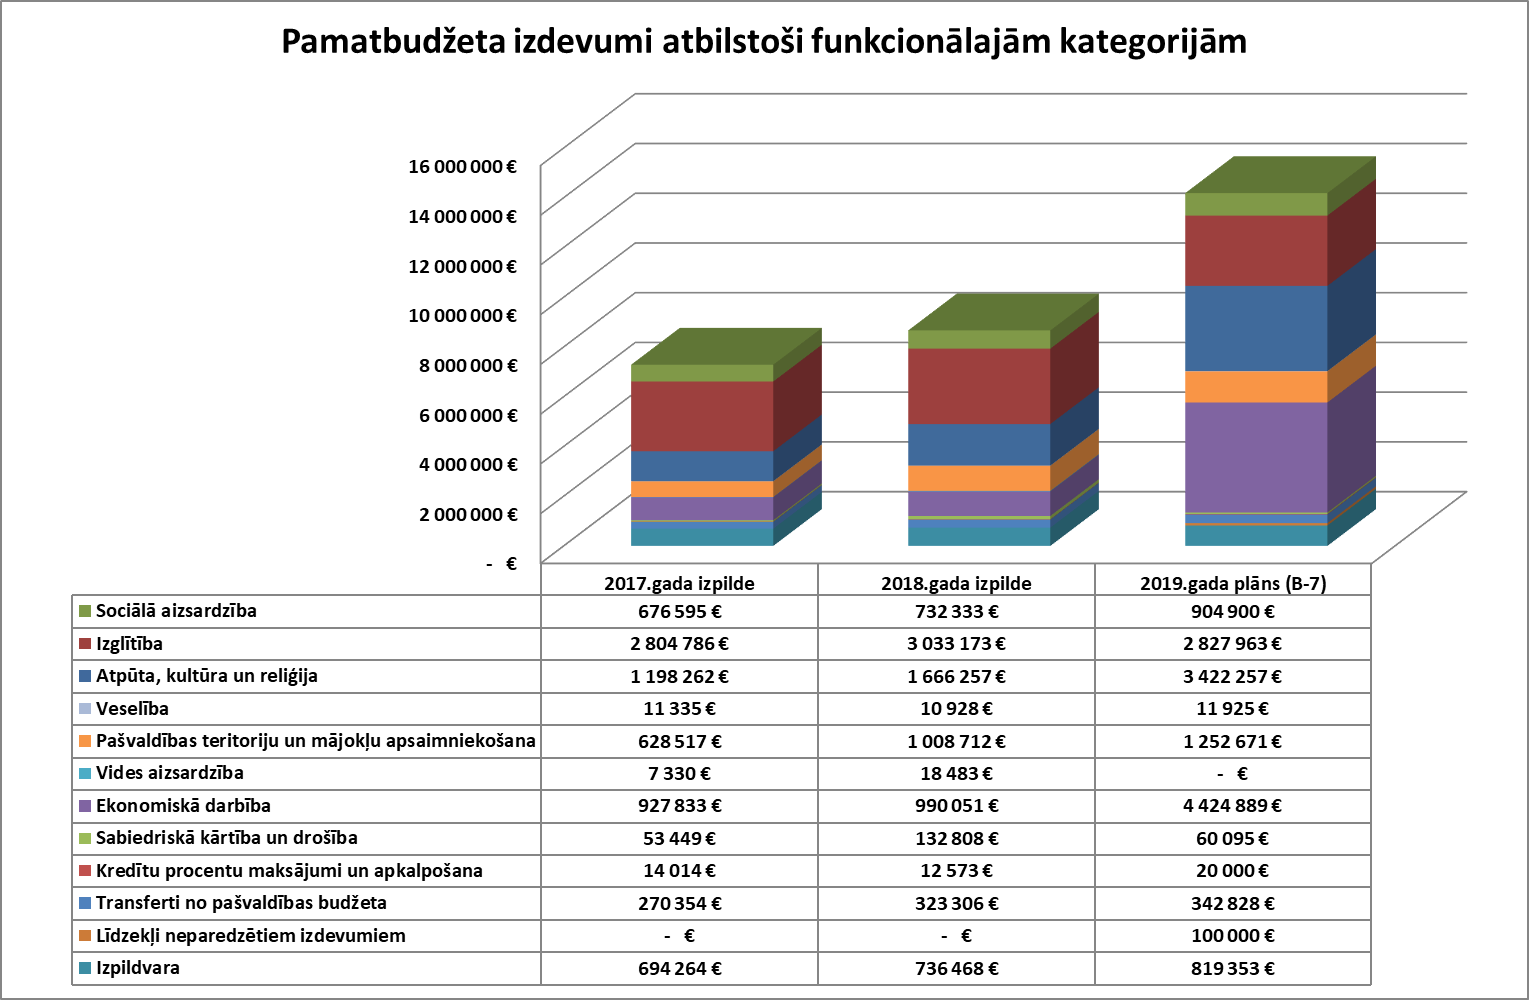 Pamatbudžeta izdevumi atbilstoši funkcionālajām kategorijām
16 000 000 €
14 000 000 €
12 000 000 €
10 000 000 €
8 000 000 €
6 000 000 €
4 000 000 €
2 000 000 €
- €
2017.gada izpilde 2018.gada izpilde 2019.gada plāns (B-7)
Sociālā aizsardzība 676 595 € 732 333 € 904 900 €
Izglītība 2 804 786 € 3 033 173 € 2 827 963 €
Atpūta, kultūra un reliģija 1 198 262 € 1 666 257 € 3 422 257 €
Veselība 11 335 € 10 928 € 11 925 €
Pašvaldības teritoriju un mājokļu apsaimniekošana 628 517 € 1 008 712 € 1 252 671 €
Vides aizsardzība 7 330 € 18 483 € - €
Ekonomiskā darbība 927 833 € 990 051 € 4 424 889 €
Sabiedriskā kārtība un drošība 53 449 € 132 808 € 60 095 €
Kredītu procentu maksājumi un apkalpošana 14 014 € 12 573 € 20 000 €
Transferti no pašvaldības budžeta 270 354 € 323 306 € 342 828 €
Līdzekļi neparedzētiem izdevumiem - € - € 100 000 €
Izpildvara 694 264 € 736 468 € 819 353 €